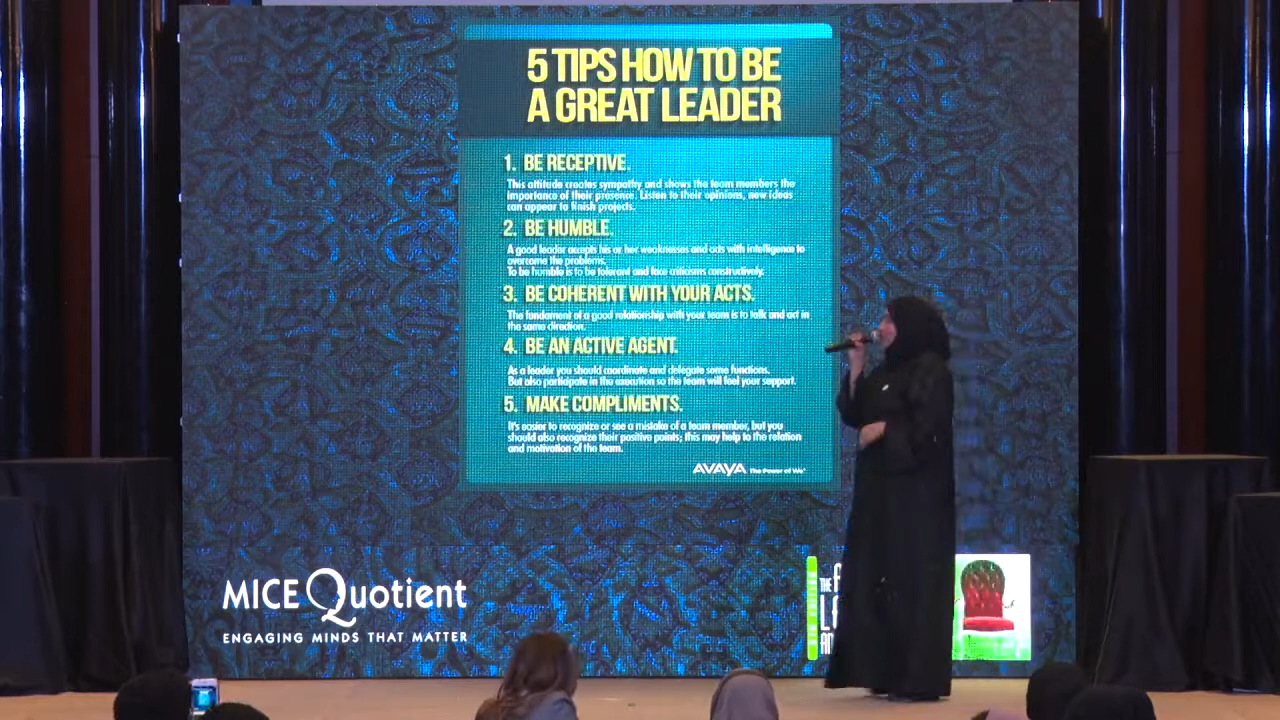 5 TIPS HOW TO BE
A GREAT LEADER
1. BE RECEPTIVE.
This attitude creates sympathy and shows the team members the
importance of their presence. Listen to their opinions, new ideas
can appear to finish projects.
2. BE HUMBLE.
A good leader accepts his or her weaknesses and acts with intelligence to
overcome the problems.
To be humble is to be tolerant and face criticisms constructively.
3. BE COHERENT WITH YOUR ACTS.
The fundament of a good relationship with your team is to talk and act in
the same direction.
4. BE AN ACTIVE AGENT.
As a leader you should coordinate and delegate some functions.
But also participate in the execution so the team will feel your support.
5. MAKE COMPLIMENTS.
It's easier to recognize or see a mistake of a team member, but you
should also recognize their positive points; this may help to the relation
and motivation of the team.
AVAYA The Power of We
MICE Quotient
ENGAGING MINDS THAT MATTER
THE